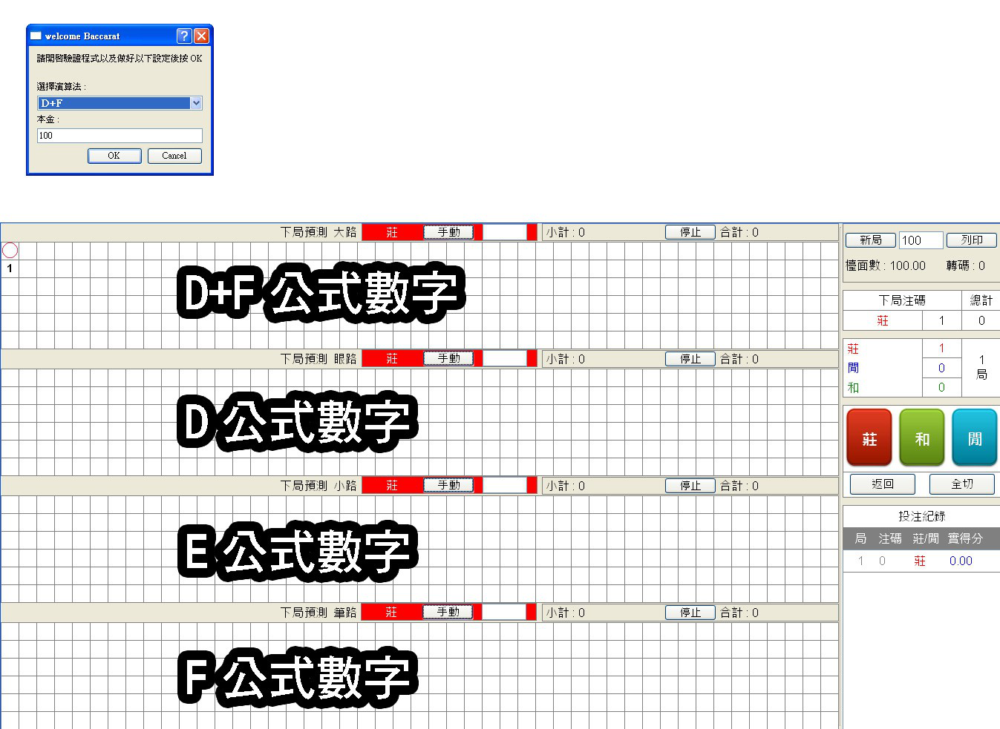 welcome Baccarat
請開啓驗證程式以及做好以下設定後按 OK
選擇演算法 :
D+F
本金 :
100
OK
Cancel
下局預測 大路 莊 手動 小計 : 0 停止 合計 : 0
1
D+F 公式數字
下局預測 眼路 莊 手動 小計 : 0 停止 合計 : 0
D 公式數字
下局預測 小路 莊 手動 小計 : 0 停止 合計 : 0
E 公式數字
下局預測 筆路 莊 手動 小計 : 0 停止 合計 : 0
F 公式數字
新局 100 列印
檯面數 : 100.00 轉碼 : 0
下局注碼 總計
莊 1 0
莊 1
閒 0
和 0
1
局
莊 和 閒
返回 全切
投注紀錄
局 注碼 莊/閒 實得分
1 0 莊 0.00